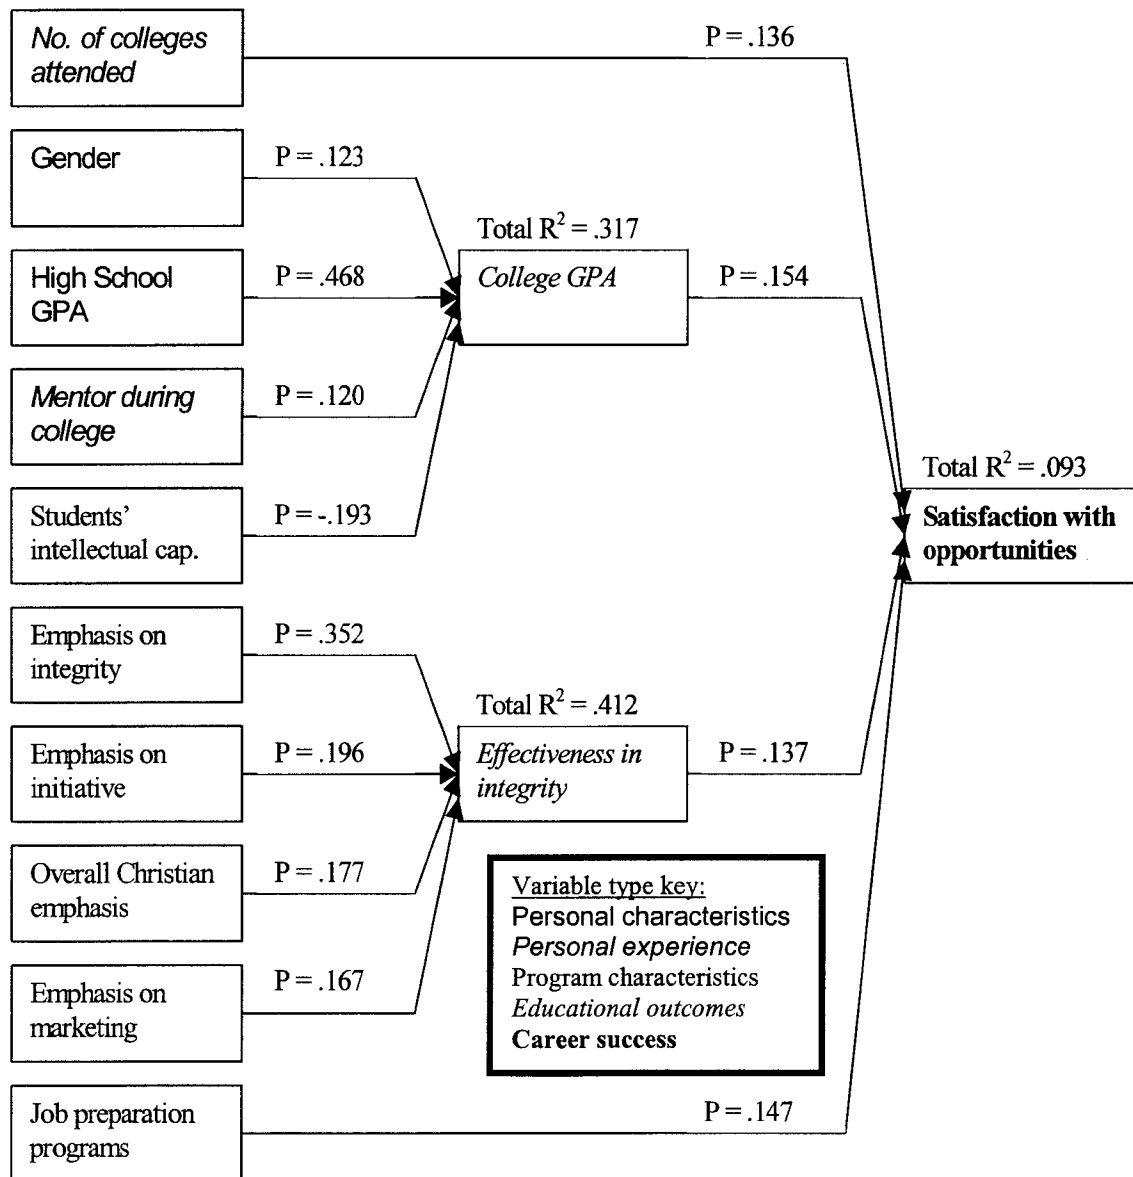 No. of colleges
attended
P = .136
Gender
P = .123
Total R² = .317
High School
GPA
P = .468
College GPA
P = .154
Mentor during
college
P = .120
Total R² = .093
Students’
intellectual cap.
P = -.193
Satisfaction with
opportunities
Emphasis on
integrity
P = .352
Total R² = .412
Emphasis on
initiative
P = .196
Effectiveness in
integrity
P = .137
Overall Christian
emphasis
P = .177
Variable type key:
Personal characteristics
Personal experience
Program characteristics
Educational outcomes
Career success
Emphasis on
marketing
P = .167
Job preparation
programs
P = .147